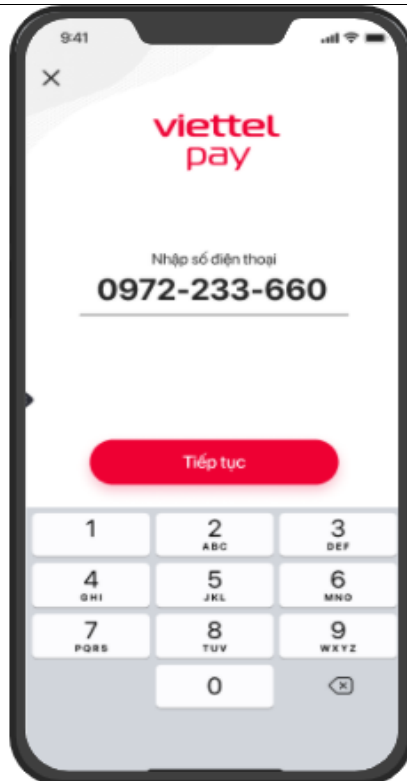 9:41
viettel
pay
Nhập số điện thoại
0972-233-660
Tiếp tục
1 2 3
ABC DEF
4 5 6
GHI JKL MNO
7 8 9
PQRS TUV WXYZ
0